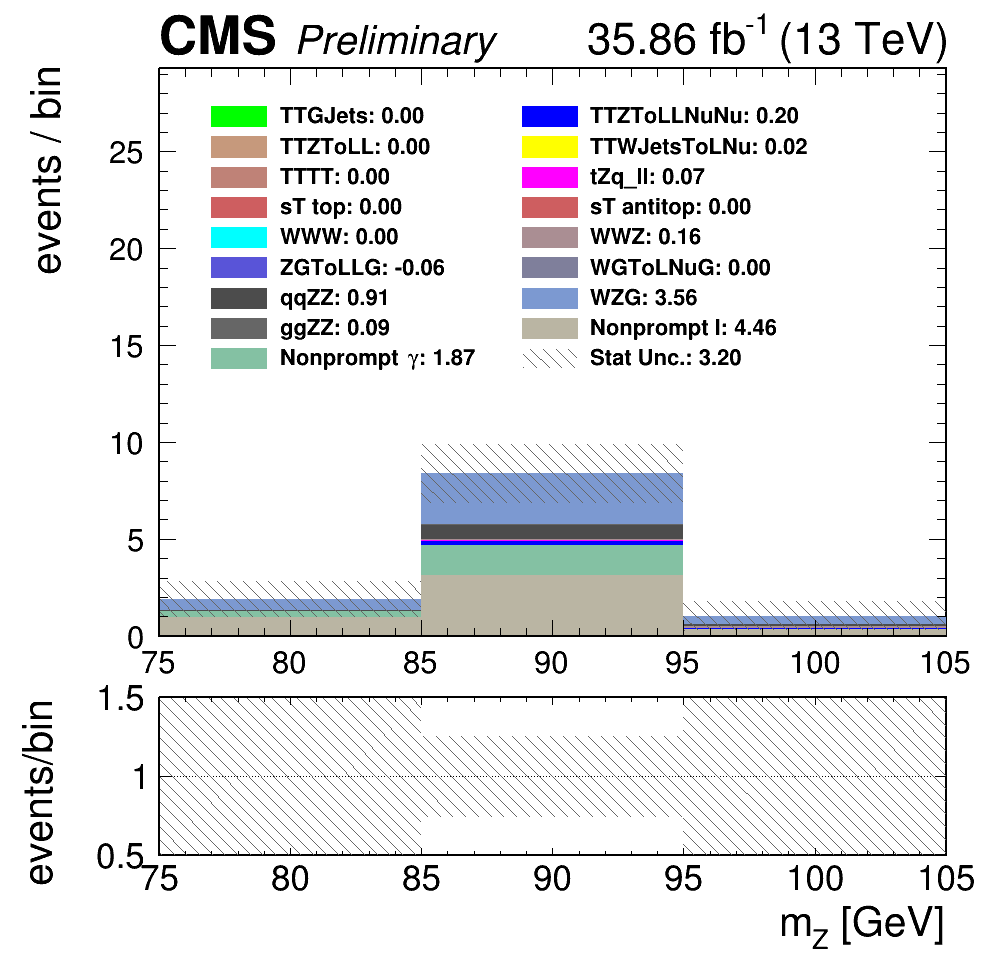 CMS Preliminary 35.86 fb-1 (13 TeV)
events / bin
TTGJets: 0.00 TTZToLLNuNu: 0.20
TTZToLL: 0.00 TTWJetsToLNu: 0.02
TTTT: 0.00 tZq_ll: 0.07
sT top: 0.00 sT antitop: 0.00
WWW: 0.00 WWZ: 0.16
ZGToLLG: -0.06 WGToLNuG: 0.00
qqZZ: 0.91 WZG: 3.56
ggZZ: 0.09 Nonprompt l: 4.46
Nonprompt γ: 1.87 Stat Unc.: 3.20
25
20
15
10
5
0
75 80 85 90 95 100 105
events/bin
1.5
1
0.5
75 80 85 90 95 100 105
mZ [GeV]